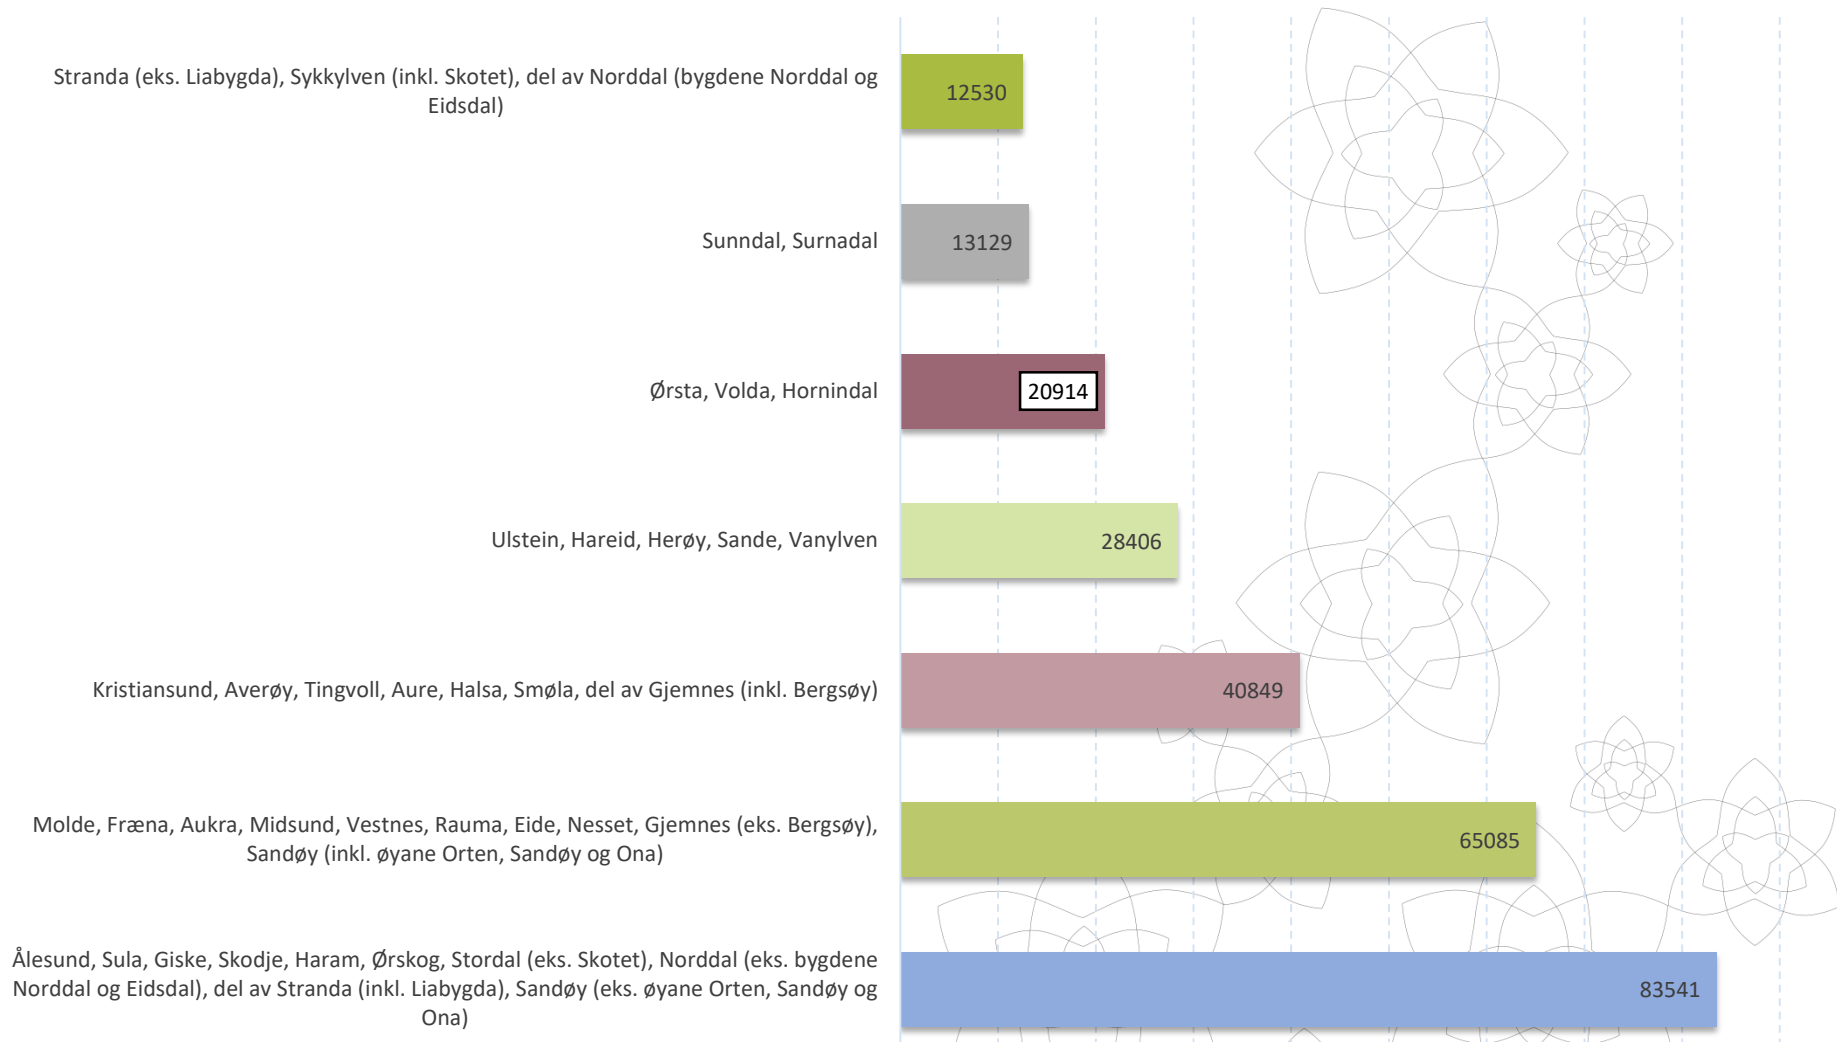 Stranda (eks. Liabygda), Sykkylven (inkl. Skotet), del av Norddal (bygdene Norddal og
Eidsdal)
12530
Sunndal, Surnadal
13129
Ørsta, Volda, Hornindal
20914
Ulstein, Hareid, Herøy, Sande, Vanylven
28406
Kristiansund, Averøy, Tingvoll, Aure, Halsa, Smøla, del av Gjemnes (inkl. Bergsøy)
40849
Molde, Fræna, Aukra, Midsund, Vestnes, Rauma, Eide, Nesset, Gjemnes (eks. Bergsøy),
Sandøy (inkl. øyane Orten, Sandøy og Ona)
65085
Ålesund, Sula, Giske, Skodje, Haram, Ørskog, Stordal (eks. Skotet), Norddal (eks. bygdene
Norddal og Eidsdal), del av Stranda (inkl. Liabygda), Sandøy (eks. øyane Orten, Sandøy og
Ona)
83541